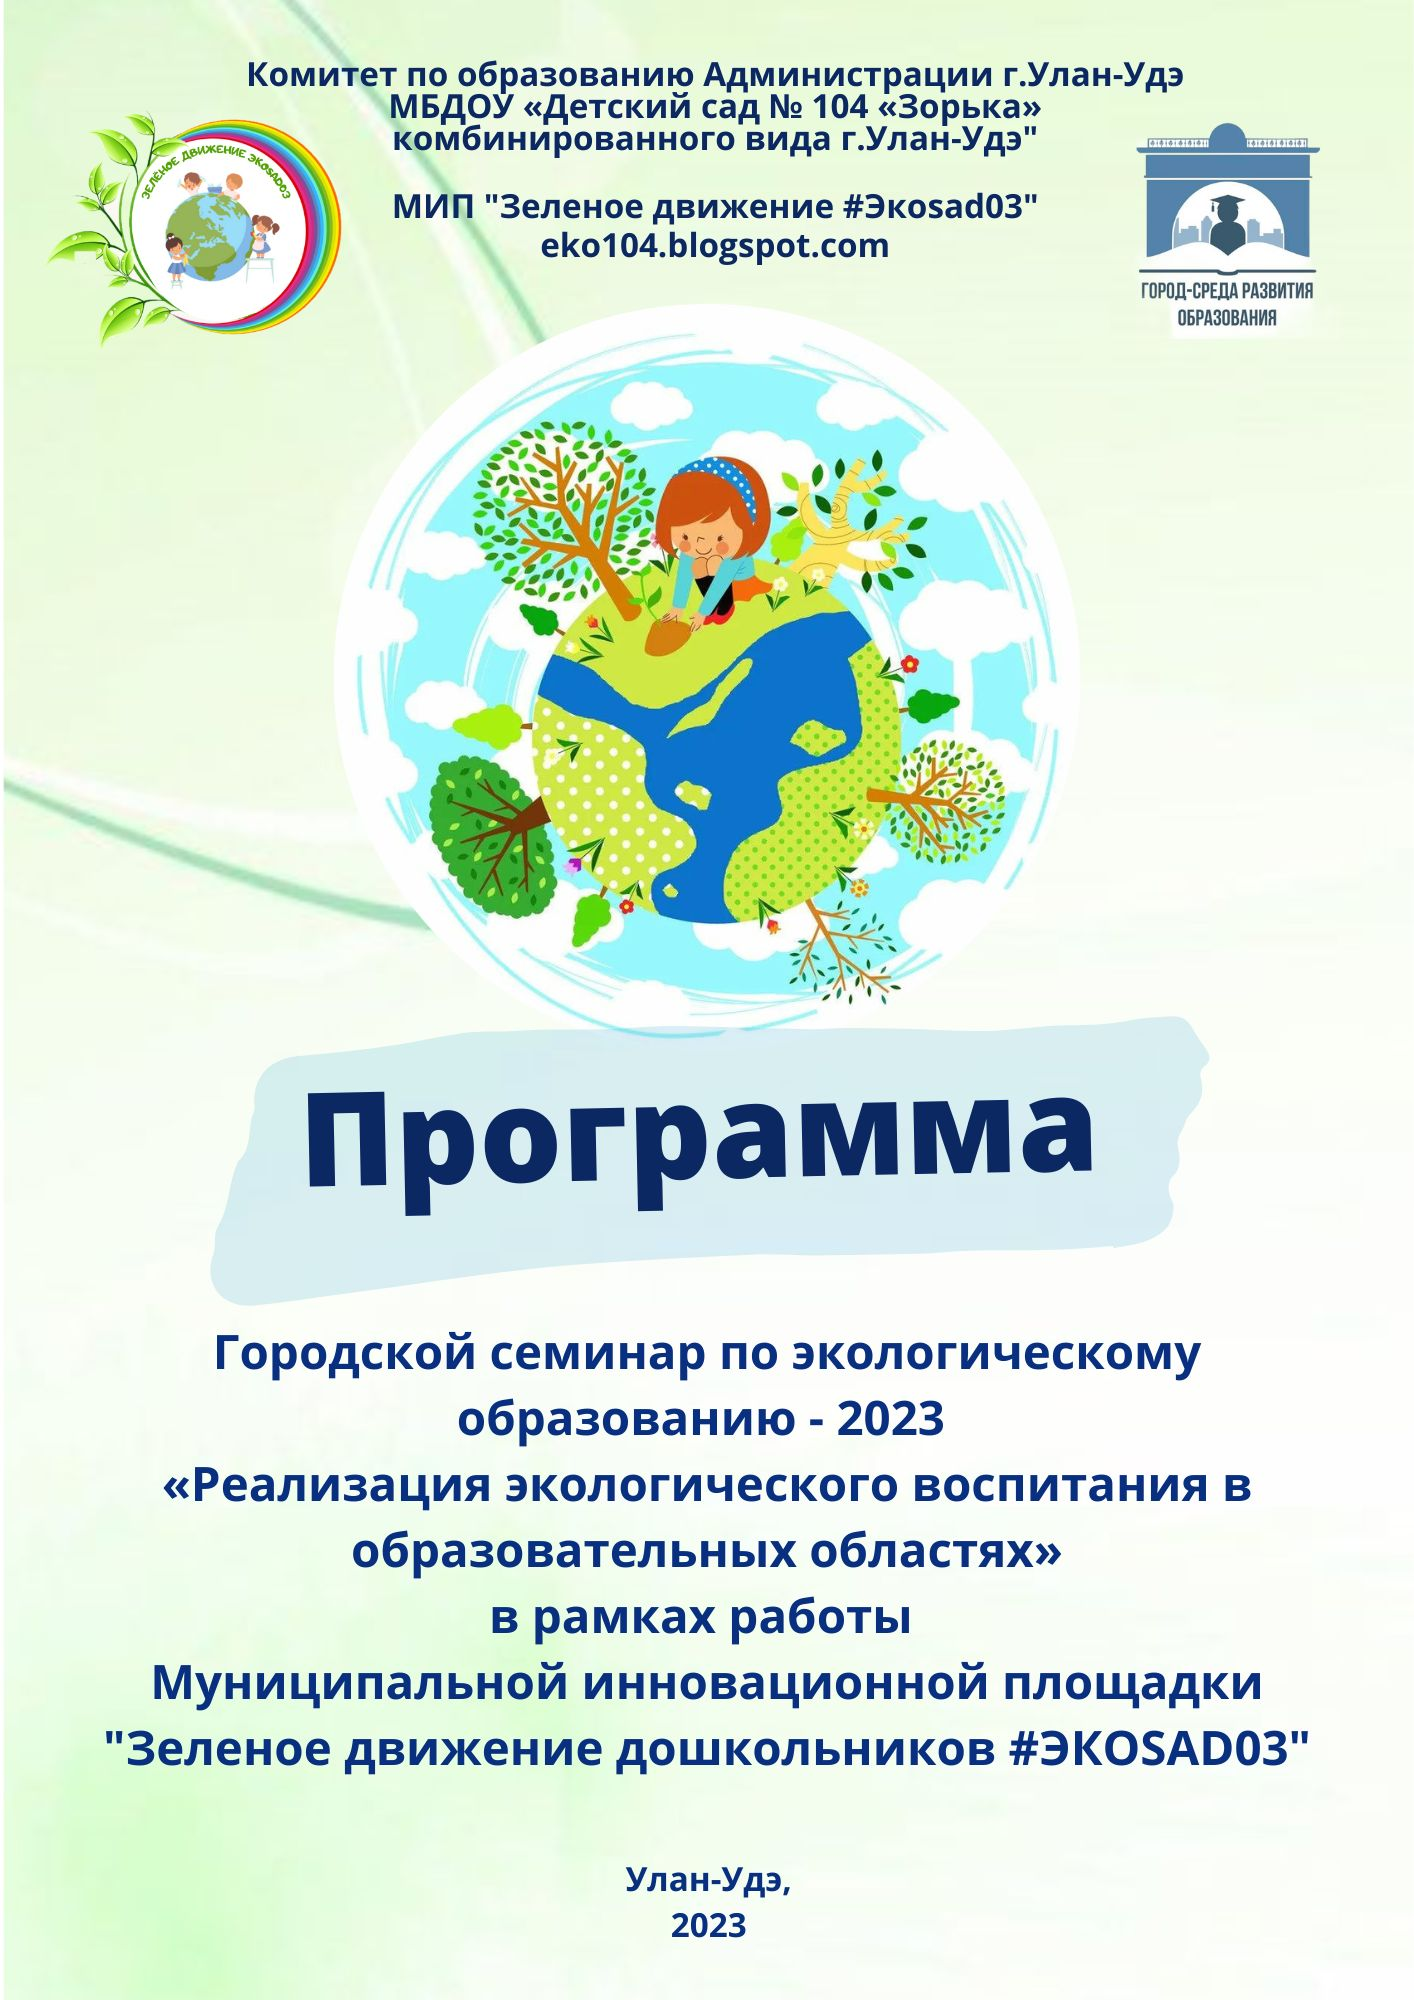 Комитет по образованию Администрации г.Улан-Удэ
МБДОУ «Детский сад № 104 «Зорька»
комбинированного вида г.Улан-Удэ"
МИП "Зеленое движение #Экosad03"
eko104.blogspot.com
ЗЕЛЁНОЕ ДВИЖЕНИЕ ЭКОSAD03
ГОРОД-СРЕДА РАЗВИТИЯ
ОБРАЗОВАНИЯ
Программа
Городской семинар по экологическому
образованию - 2023
«Реализация экологического воспитания в
образовательных областях»
в рамках работы
Муниципальной инновационной площадки
"Зеленое движение дошкольников #ЭКОSAD03"
Улан-Удэ,
2023